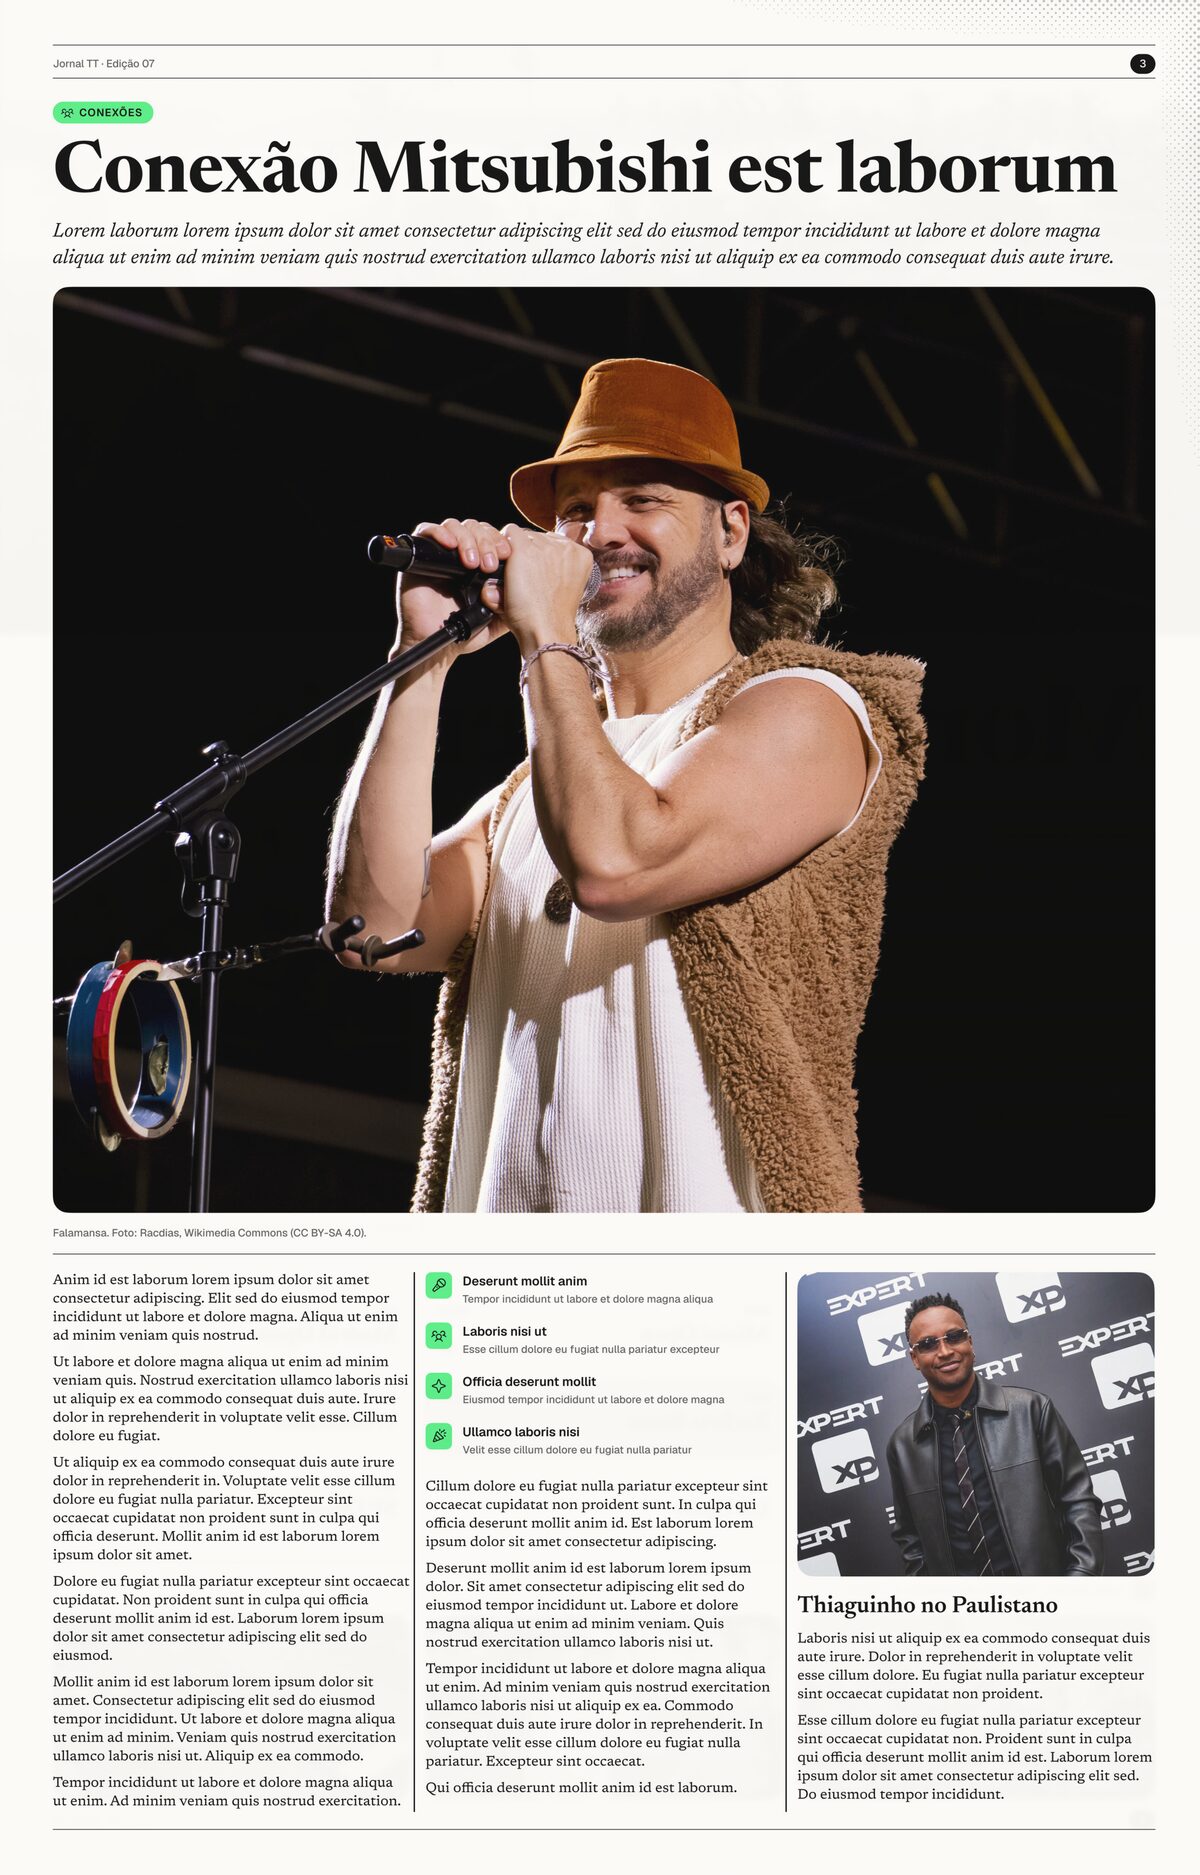 Jornal TT · Edição 07
3
CONEXÕES
Conexão Mitsubishi est laborum
Lorem laborum lorem ipsum dolor sit amet consectetur adipiscing elit sed do eiusmod tempor incididunt ut labore et dolore magna
aliqua ut enim ad minim veniam quis nostrud exercitation ullamco laboris nisi ut aliquip ex ea commodo consequat duis aute irure.
Falamansa. Foto: Racdias, Wikimedia Commons (CC BY-SA 4.0).
Anim id est laborum lorem ipsum dolor sit amet
consectetur adipiscing. Elit sed do eiusmod tempor
incididunt ut labore et dolore magna. Aliqua ut enim
ad minim veniam quis nostrud.
Ut labore et dolore magna aliqua ut enim ad minim
veniam quis. Nostrud exercitation ullamco laboris nisi
ut aliquip ex ea commodo consequat duis aute. Irure
dolor in reprehenderit in voluptate velit esse. Cillum
dolore eu fugiat.
Ut aliquip ex ea commodo consequat duis aute irure
dolor in reprehenderit in. Voluptate velit esse cillum
dolore eu fugiat nulla pariatur. Excepteur sint
occaecat cupidatat non proident sunt in culpa qui
officia deserunt. Mollit anim id est laborum lorem
ipsum dolor sit amet.
Dolore eu fugiat nulla pariatur excepteur sint occaecat
cupidatat. Non proident sunt in culpa qui officia
deserunt mollit anim id est. Laborum lorem ipsum
dolor sit amet consectetur adipiscing elit sed do
eiusmod.
Mollit anim id est laborum lorem ipsum dolor sit
amet. Consectetur adipiscing elit sed do eiusmod
tempor incididunt. Ut labore et dolore magna aliqua
ut enim ad minim. Veniam quis nostrud exercitation
ullamco laboris nisi ut. Aliquip ex ea commodo.
Tempor incididunt ut labore et dolore magna aliqua
ut enim. Ad minim veniam quis nostrud exercitation.
Deserunt mollit anim
Tempor incididunt ut labore et dolore magna aliqua
Laboris nisi ut
Esse cillum dolore eu fugiat nulla pariatur excepteur
Officia deserunt mollit
Eiusmod tempor incididunt ut labore et dolore magna
Ullamco laboris nisi
Velit esse cillum dolore eu fugiat nulla pariatur
Cillum dolore eu fugiat nulla pariatur excepteur sint
occaecat cupidatat non proident sunt. In culpa qui
officia deserunt mollit anim id. Est laborum lorem
ipsum dolor sit amet consectetur adipiscing.
Deserunt mollit anim id est laborum lorem ipsum
dolor. Sit amet consectetur adipiscing elit sed do
eiusmod tempor incididunt ut. Labore et dolore
magna aliqua ut enim ad minim veniam. Quis
nostrud exercitation ullamco laboris nisi ut.
Tempor incididunt ut labore et dolore magna aliqua
ut enim. Ad minim veniam quis nostrud exercitation
ullamco laboris nisi ut aliquip ex ea. Commodo
consequat duis aute irure dolor in reprehenderit. In
voluptate velit esse cillum dolore eu fugiat nulla
pariatur. Excepteur sint occaecat.
Qui officia deserunt mollit anim id est laborum.
EXPERT
xp
EXPERT
xp
EXPERT
xp
Thiaguinho no Paulistano
Laboris nisi ut aliquip ex ea commodo consequat duis
aute irure. Dolor in reprehenderit in voluptate velit
esse cillum dolore. Eu fugiat nulla pariatur excepteur
sint occaecat cupidatat non proident.
Esse cillum dolore eu fugiat nulla pariatur excepteur
sint occaecat cupidatat non. Proident sunt in culpa
qui officia deserunt mollit anim id est. Laborum lorem
ipsum dolor sit amet consectetur adipiscing elit sed.
Do eiusmod tempor incididunt.